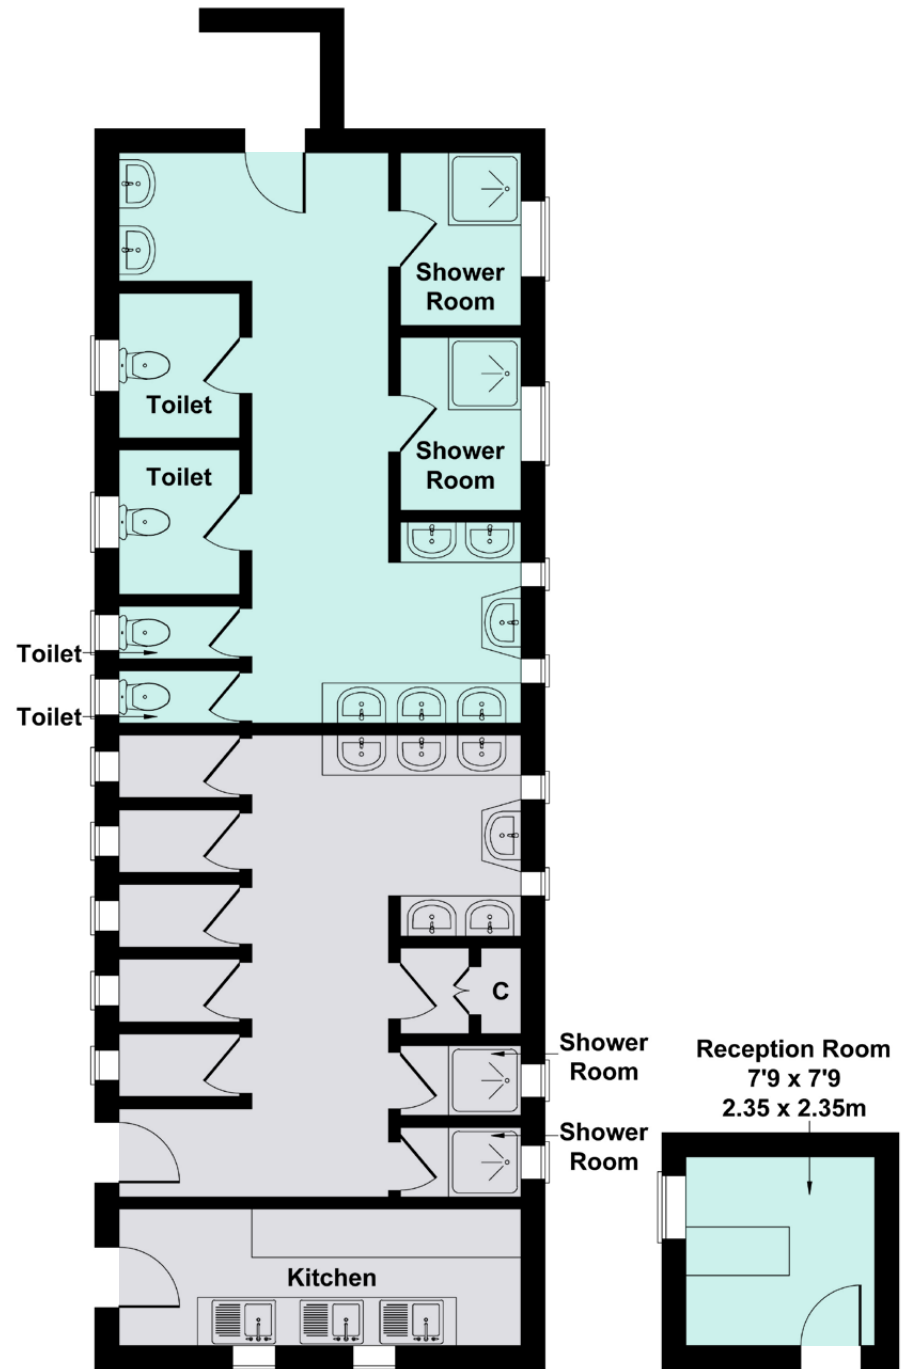 Shower
Room
Toilet
Shower
Room
Toilet
Toilet
Toilet
C
Shower
Room
Reception Room
7'9 x 7'9
2.35 x 2.35m
Shower
Room
Kitchen